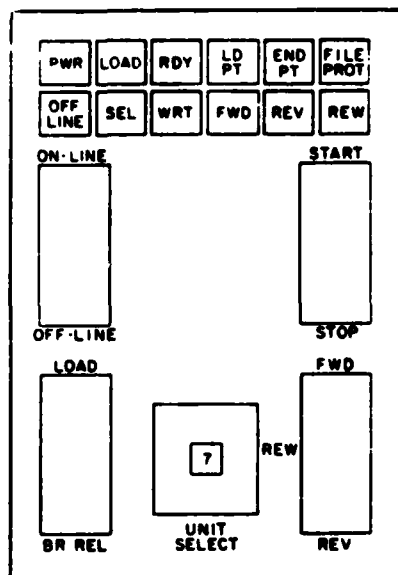 PWR LOAD RDY LD PT END PT FILE PROT
OFF LINE SEL WRT FWD REV REW
ON-LINE START
OFF-LINE STOP
LOAD FWD
7 REW
BR REL UNIT SELECT REV